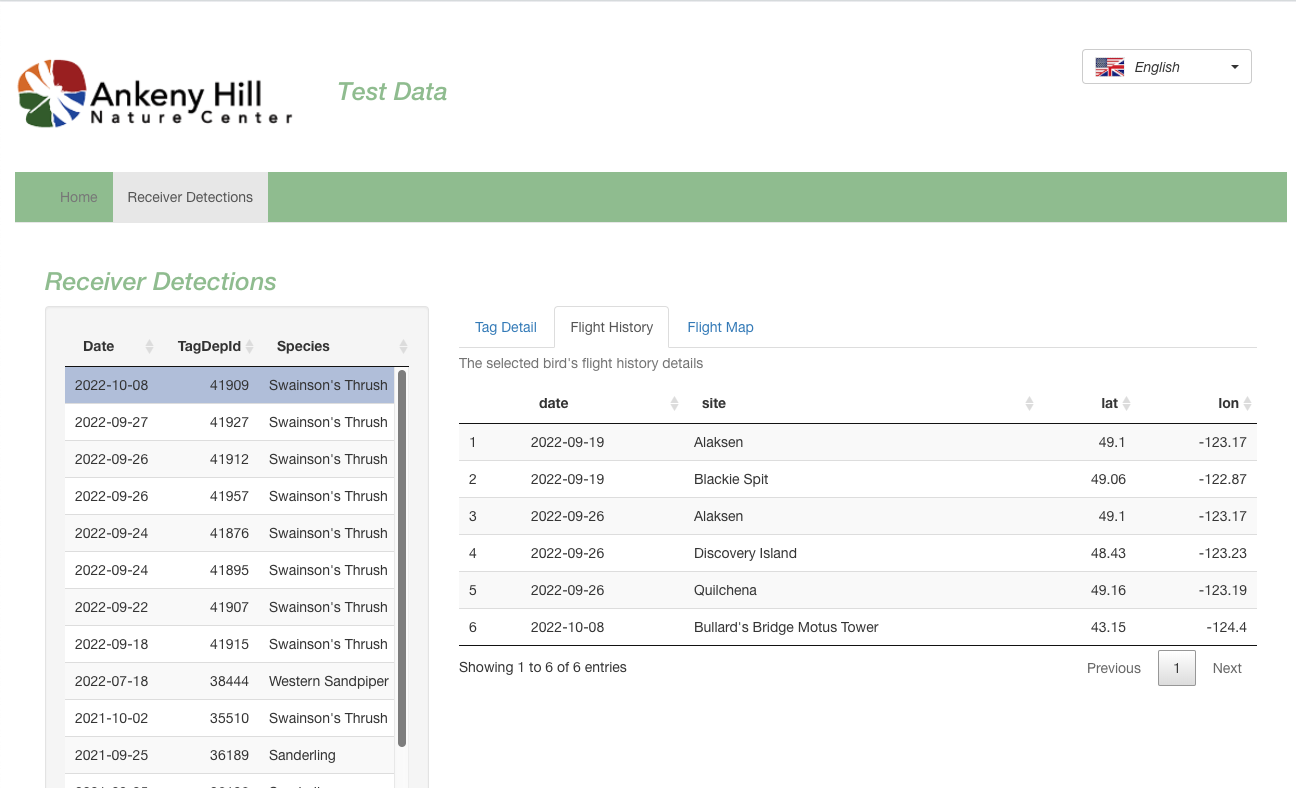 Ankeny Hill
Nature Center
Test Data
English
Home Receiver Detections
Receiver Detections
Date TagDepId Species
2022-10-08 41909 Swainson's Thrush
2022-09-27 41927 Swainson's Thrush
2022-09-26 41912 Swainson's Thrush
2022-09-26 41957 Swainson's Thrush
2022-09-24 41876 Swainson's Thrush
2022-09-24 41895 Swainson's Thrush
2022-09-22 41907 Swainson's Thrush
2022-09-18 41915 Swainson's Thrush
2022-07-18 38444 Western Sandpiper
2021-10-02 35510 Swainson's Thrush
2021-09-25 36189 Sanderling
Tag Detail Flight History Flight Map
The selected bird's flight history details
date site lat lon
1 2022-09-19 Alaksen 49.1 -123.17
2 2022-09-19 Blackie Spit 49.06 -122.87
3 2022-09-26 Alaksen 49.1 -123.17
4 2022-09-26 Discovery Island 48.43 -123.23
5 2022-09-26 Quilchena 49.16 -123.19
6 2022-10-08 Bullard's Bridge Motus Tower 43.15 -124.4
Showing 1 to 6 of 6 entries
Previous 1 Next